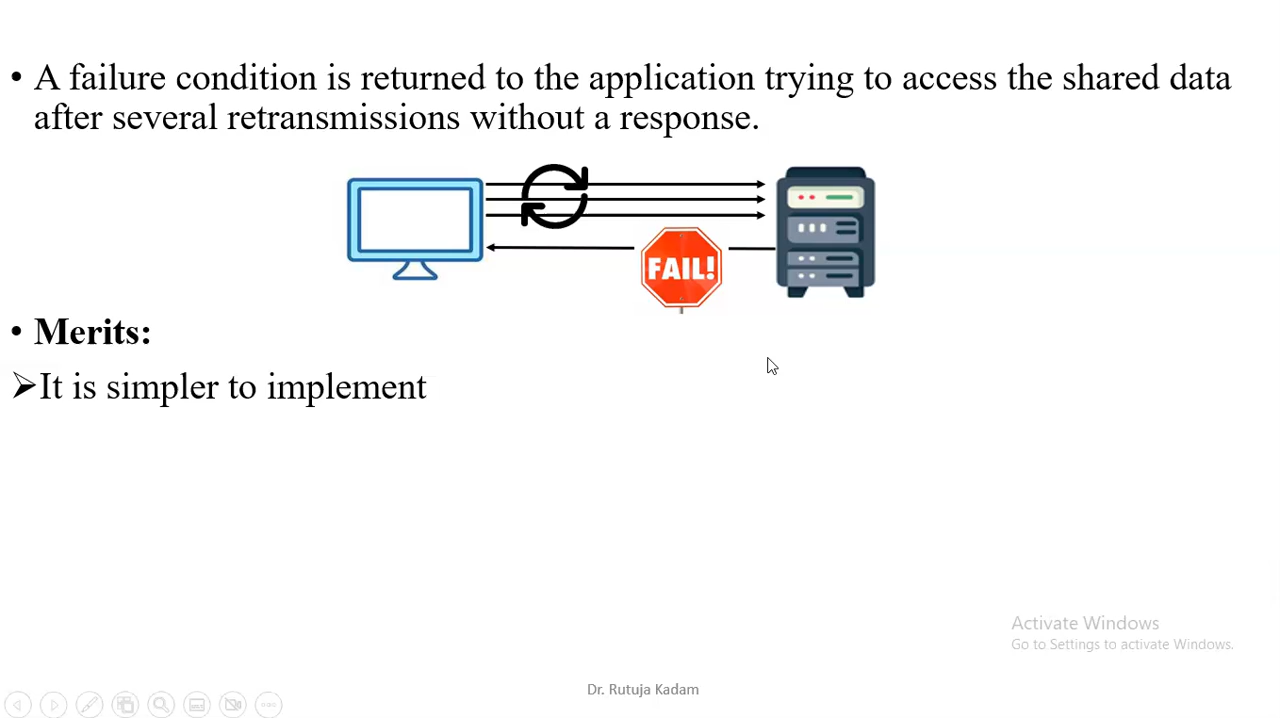 • A failure condition is returned to the application trying to access the shared data
after several retransmissions without a response.
FAIL!
• Merits:
➢It is simpler to implement
Activate Windows
Go to Settings to activate Windows.
Dr. Rutuja Kadam